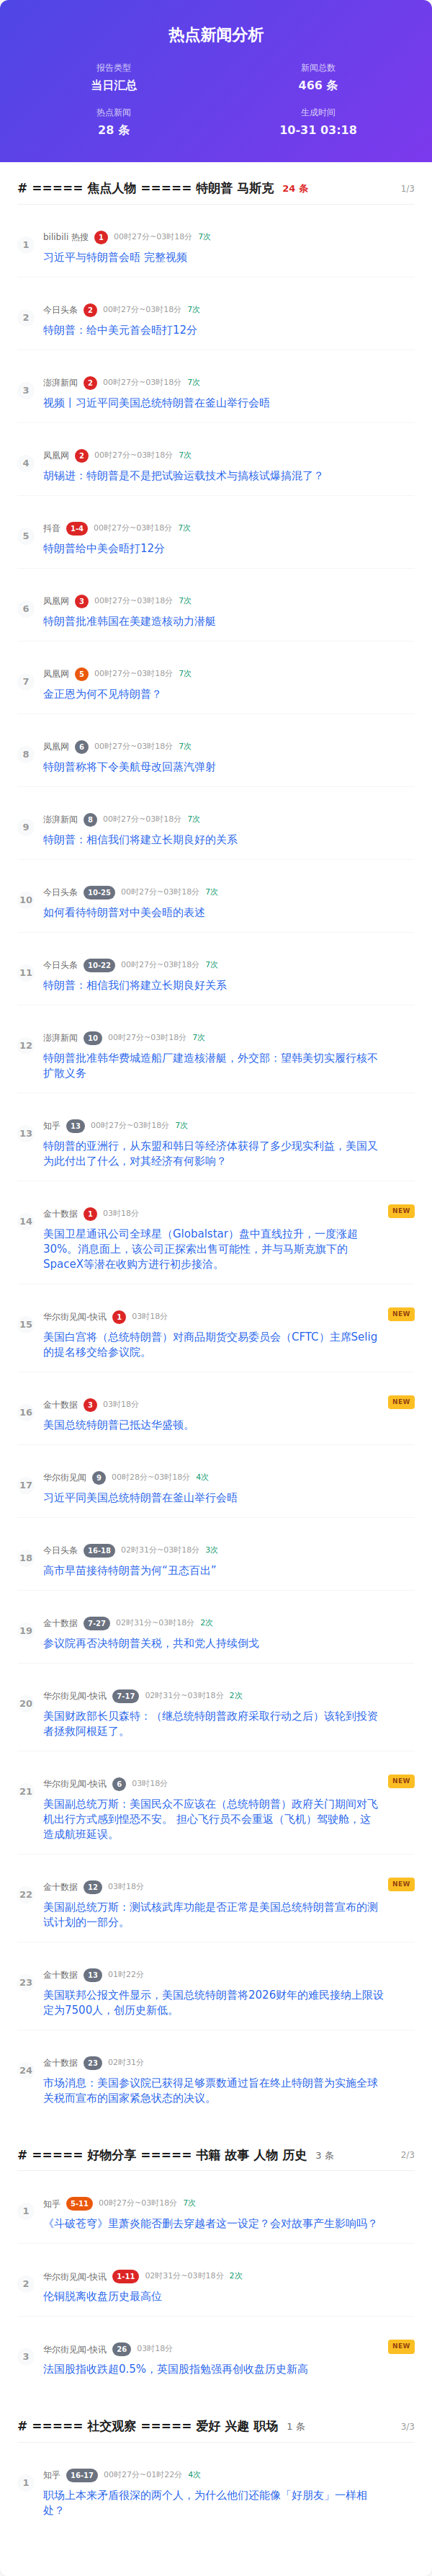 热点新闻分析
报告类型
新闻总数
当日汇总
466 条
热点新闻
生成时间
28 条
10-31 03:18
# ===== 焦点人物 ===== 特朗普 马斯克 24 条 1/3
1 bilibili 热搜 1 00时27分~03时18分 7次
习近平与特朗普会晤 完整视频
2 今日头条 2 00时27分~03时18分 7次
特朗普：给中美元首会晤打12分
3 澎湃新闻 2 00时27分~03时18分 7次
视频丨习近平同美国总统特朗普在釜山举行会晤
4 凤凰网 2 00时27分~03时18分 7次
胡锡进：特朗普是不是把试验运载技术与搞核试爆搞混了？
5 抖音 1-4 00时27分~03时18分 7次
特朗普给中美会晤打12分
6 凤凰网 3 00时27分~03时18分 7次
特朗普批准韩国在美建造核动力潜艇
7 凤凰网 5 00时27分~03时18分 7次
金正恩为何不见特朗普？
8 凤凰网 6 00时27分~03时18分 7次
特朗普称将下令美航母改回蒸汽弹射
9 澎湃新闻 8 00时27分~03时18分 7次
特朗普：相信我们将建立长期良好的关系
10 今日头条 10-25 00时27分~03时18分 7次
如何看待特朗普对中美会晤的表述
11 今日头条 10-22 00时27分~03时18分 7次
特朗普：相信我们将建立长期良好关系
12 澎湃新闻 10 00时27分~03时18分 7次
特朗普批准韩华费城造船厂建造核潜艇，外交部：望韩美切实履行核不
扩散义务
13 知乎 13 00时27分~03时18分 7次
特朗普的亚洲行，从东盟和日韩等经济体获得了多少现实利益，美国又
为此付出了什么，对其经济有何影响？
14 金十数据 1 03时18分 NEW
美国卫星通讯公司全球星（Globalstar）盘中直线拉升，一度涨超
30%。消息面上，该公司正探索出售可能性，并与马斯克旗下的
SpaceX等潜在收购方进行初步接洽。
15 华尔街见闻-快讯 1 03时18分 NEW
美国白宫将（总统特朗普）对商品期货交易委员会（CFTC）主席Selig
的提名移交给参议院。
16 金十数据 3 03时18分 NEW
美国总统特朗普已抵达华盛顿。
17 华尔街见闻 9 00时28分~03时18分 4次
习近平同美国总统特朗普在釜山举行会晤
18 今日头条 16-18 02时31分~03时18分 3次
高市早苗接待特朗普为何“丑态百出”
19 金十数据 7-27 02时31分~03时18分 2次
参议院再否决特朗普关税，共和党人持续倒戈
20 华尔街见闻-快讯 7-17 02时31分~03时18分 2次
美国财政部长贝森特：（继总统特朗普政府采取行动之后）该轮到投资
者拯救阿根廷了。
21 华尔街见闻-快讯 6 03时18分 NEW
美国副总统万斯：美国民众不应该在（总统特朗普）政府关门期间对飞
机出行方式感到惶恐不安。 担心飞行员不会重返（飞机）驾驶舱，这
造成航班延误。
22 金十数据 12 03时18分 NEW
美国副总统万斯：测试核武库功能是否正常是美国总统特朗普宣布的测
试计划的一部分。
23 金十数据 13 01时22分
美国联邦公报文件显示，美国总统特朗普将2026财年的难民接纳上限设
定为7500人，创历史新低。
24 金十数据 23 02时31分
市场消息：美国参议院已获得足够票数通过旨在终止特朗普为实施全球
关税而宣布的国家紧急状态的决议。
# ===== 好物分享 ===== 书籍 故事 人物 历史 3 条 2/3
1 知乎 5-11 00时27分~03时18分 7次
《斗破苍穹》里萧炎能否删去穿越者这一设定？会对故事产生影响吗？
2 华尔街见闻-快讯 1-11 02时31分~03时18分 2次
伦铜脱离收盘历史最高位
3 华尔街见闻-快讯 26 03时18分 NEW
法国股指收跌超0.5%，英国股指勉强再创收盘历史新高
# ===== 社交观察 ===== 爱好 兴趣 职场 1 条 3/3
1 知乎 16-17 00时27分~01时22分 4次
职场上本来矛盾很深的两个人，为什么他们还能像「好朋友」一样相
处？